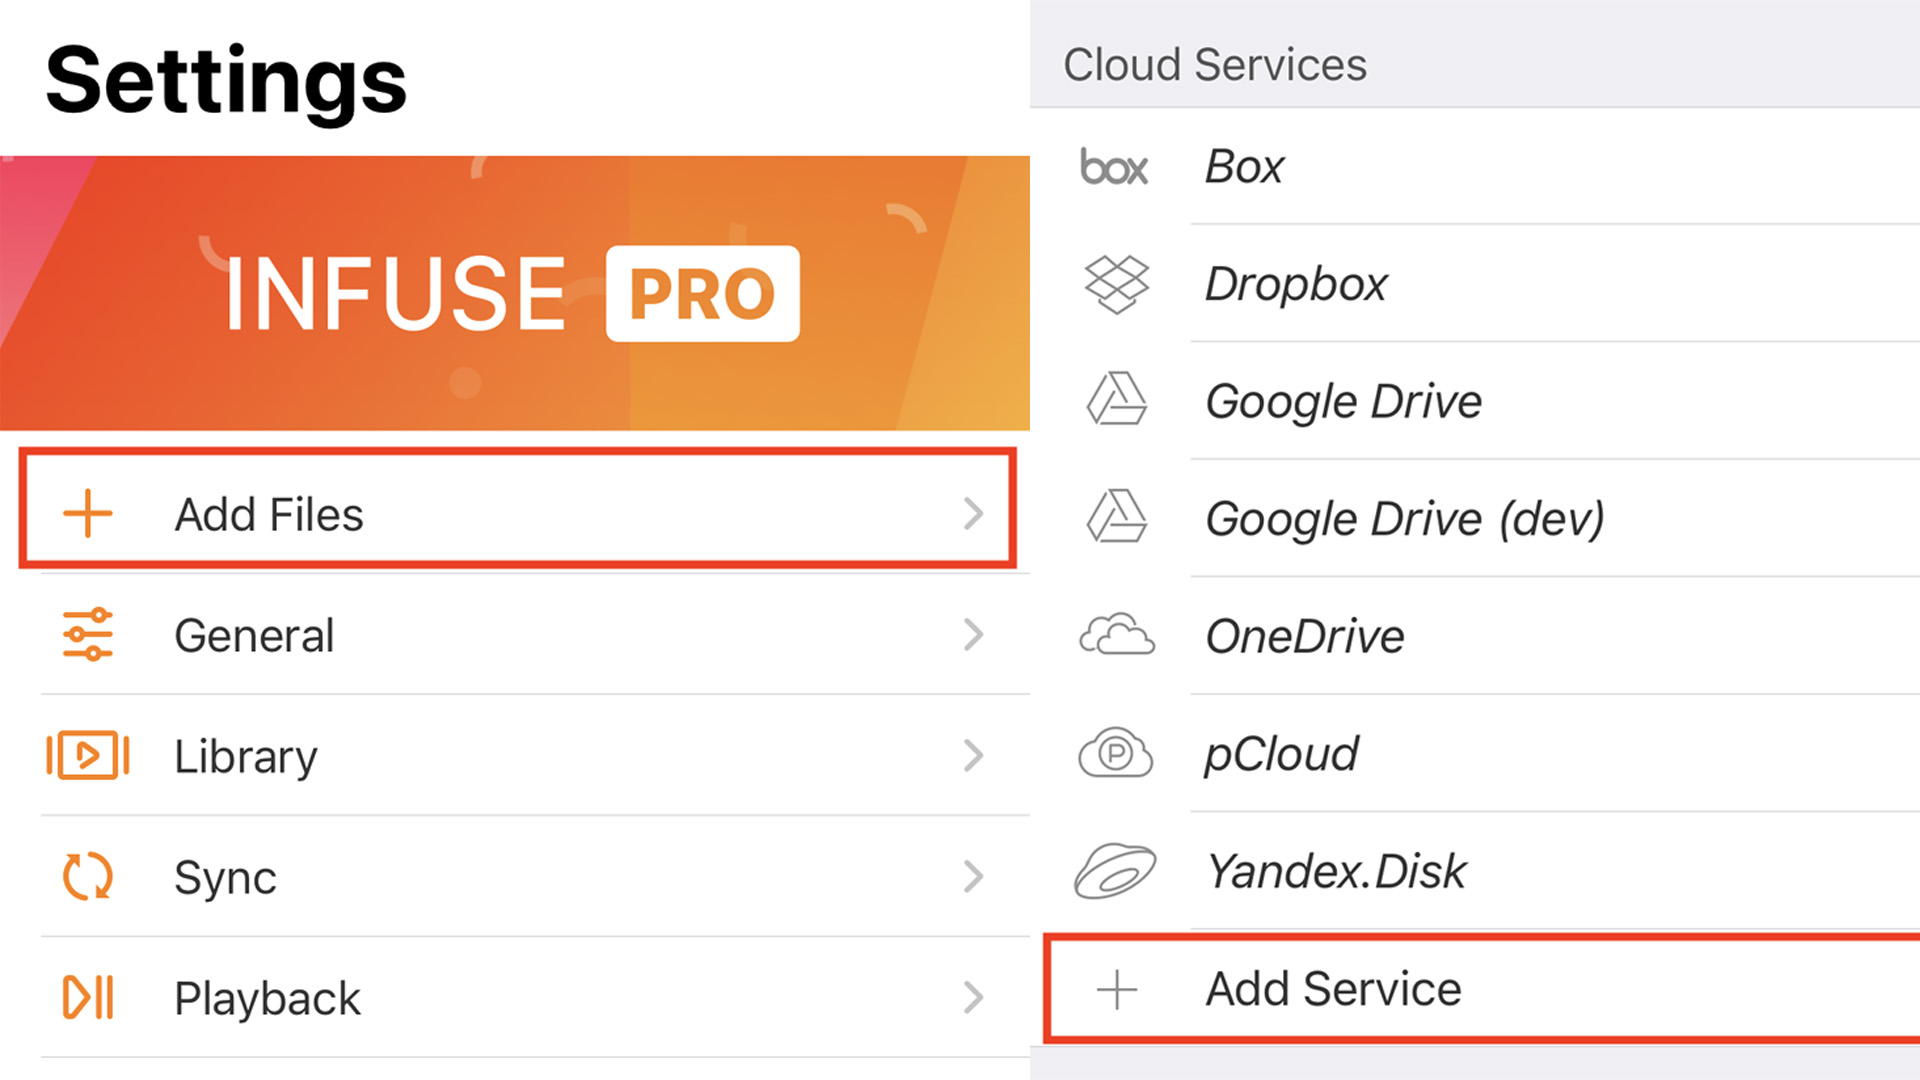 Settings
INFUSE PRO
Add Files
General
Library
Sync
Playback
Cloud Services
box Box
Dropbox
Google Drive
Google Drive (dev)
OneDrive
P pCloud
Yandex.Disk
Add Service